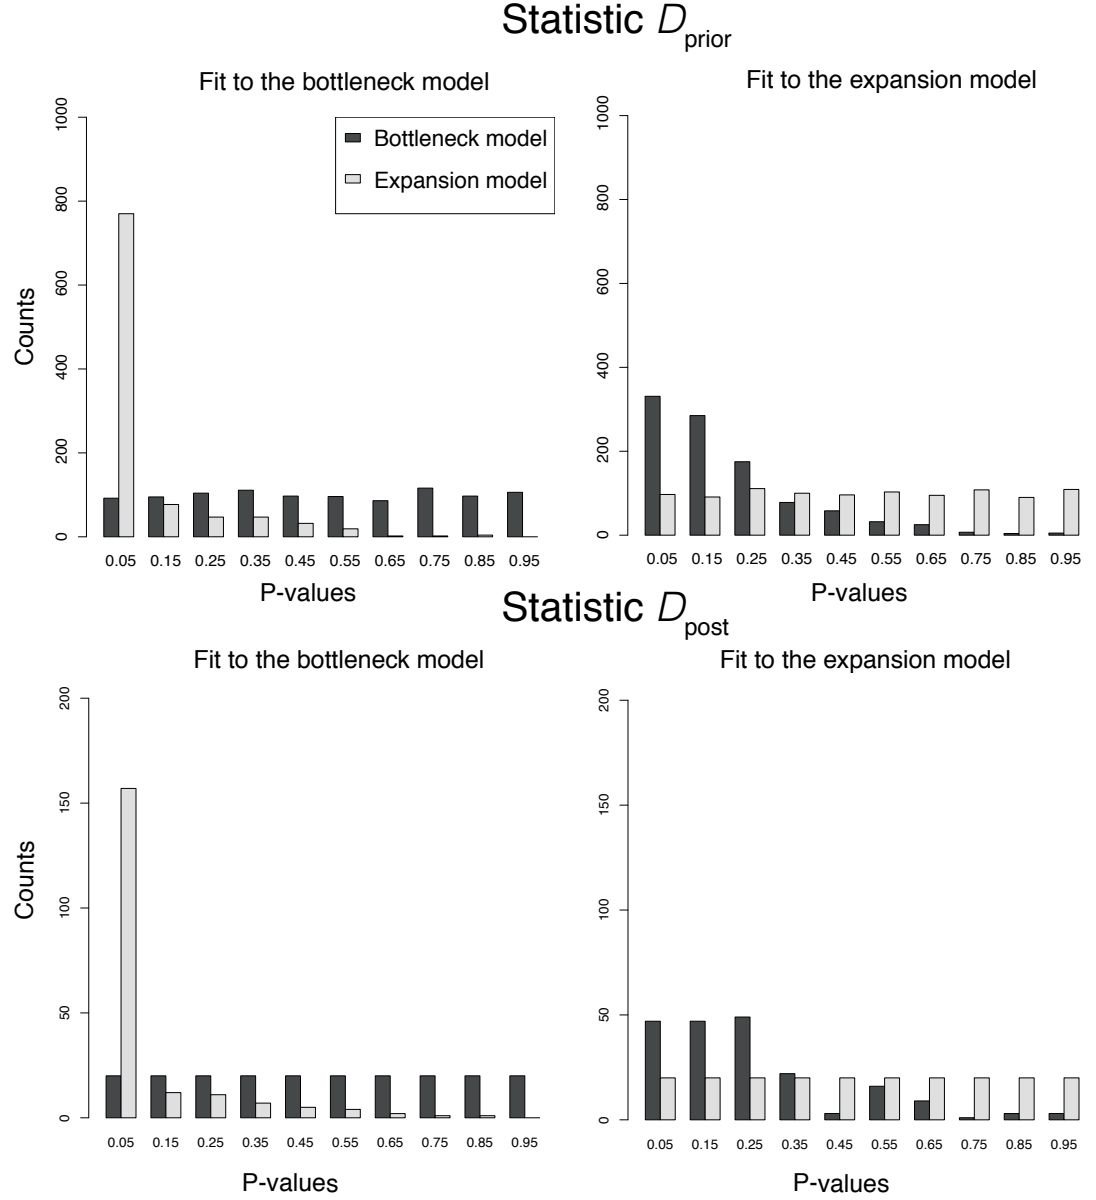 Statistic D prior
Fit to the bottleneck model
Fit to the expansion model
Bottleneck model
Expansion model
Counts
0 200 400 600 800 1000
0.05 0.15 0.25 0.35 0.45 0.55 0.65 0.75 0.85 0.95
P-values
0 200 400 600 800 1000
0.05 0.15 0.25 0.35 0.45 0.55 0.65 0.75 0.85 0.95
P-values
Statistic D post
Fit to the bottleneck model
Fit to the expansion model
Counts
0 50 100 150 200
0.05 0.15 0.25 0.35 0.45 0.55 0.65 0.75 0.85 0.95
P-values
0 50 100 150 200
0.05 0.15 0.25 0.35 0.45 0.55 0.65 0.75 0.85 0.95
P-values